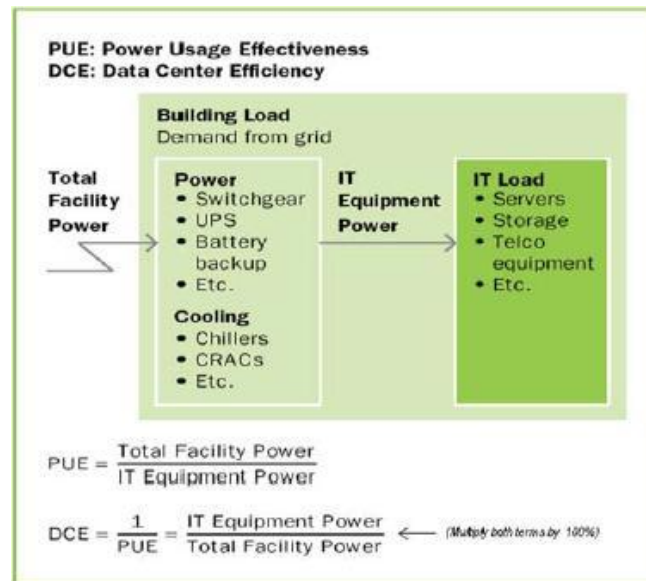 PUE: Power Usage Effectiveness
DCE: Data Center Efficiency
Building Load
Demand from grid
Total
Facility
Power
Power
• Switchgear
• UPS
• Battery
backup
• Etc.
Cooling
• Chillers
• CRACs
• Etc.
IT
Equipment
Power
IT Load
• Servers
• Storage
• Telco
equipment
• Etc.
PUE = Total Facility Power / IT Equipment Power
DCE = 1 / PUE = IT Equipment Power / Total Facility Power ← (Multiply both terms by 100%)